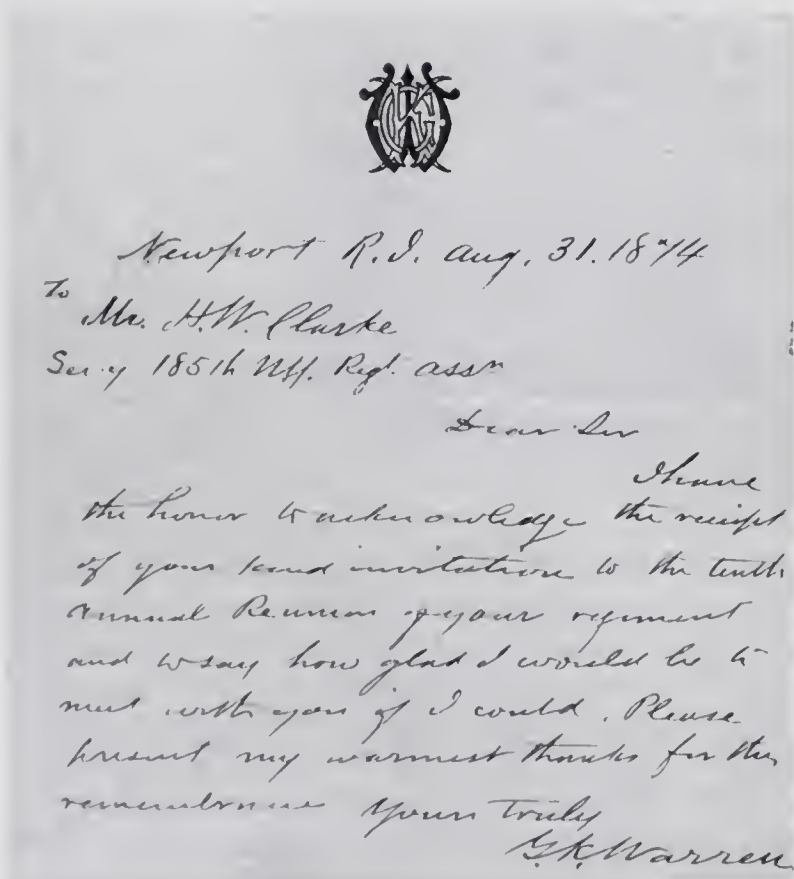 Newport R.I. Aug. 31. 1874
To
Mr. H.W. Clarke
Sec.y 185th N.Y. Regt. assn
Dear Sir
I have
the honor to acknowledge the receipt
of your kind invitation to the tenth
annual Reunion of your regiment
and to say how glad I would be to
meet with you if I could. Please
present my warmest thanks for the
remembrance Yours truly
G.K. Warren